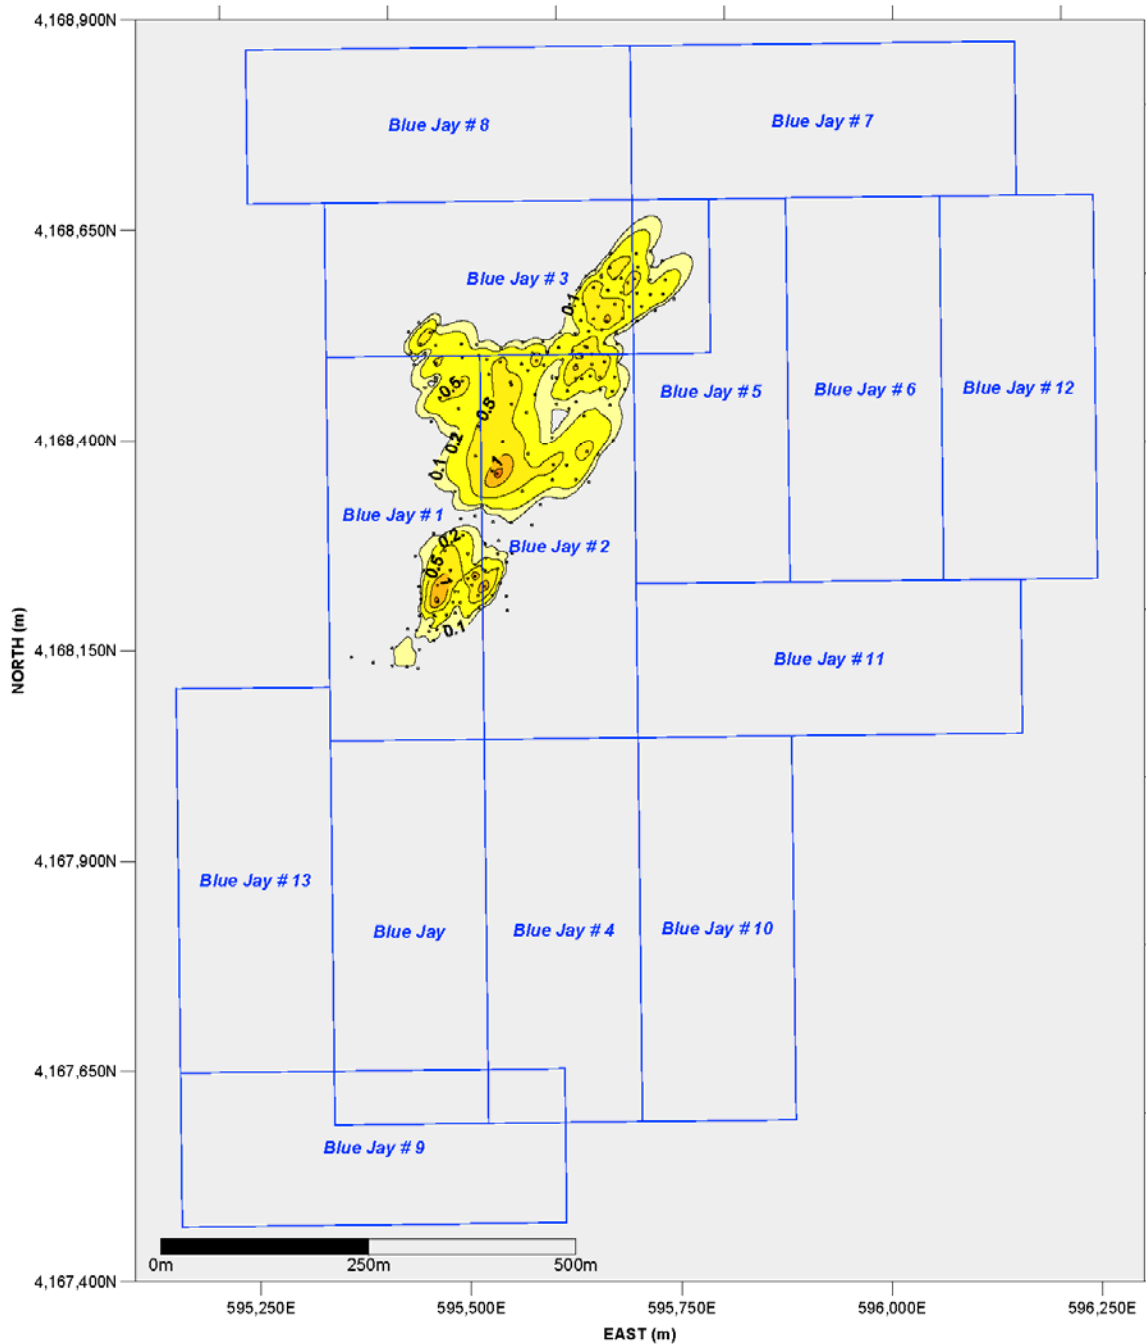 4,168,900N
Blue Jay # 8
Blue Jay # 7
4,168,650N
Blue Jay # 3
0.1
0.5
0.5
Blue Jay # 5
Blue Jay # 6
Blue Jay # 12
4,168,400N
0.2
0.1
1
Blue Jay # 1
0.2
Blue Jay # 2
0.5
1
0.1
4,168,150N
Blue Jay # 11
NORTH (m)
4,167,900N
Blue Jay # 13
Blue Jay
Blue Jay # 4
Blue Jay # 10
4,167,650N
Blue Jay # 9
0m
250m
500m
4,167,400N
595,250E
595,500E
595,750E
596,000E
596,250E
EAST (m)